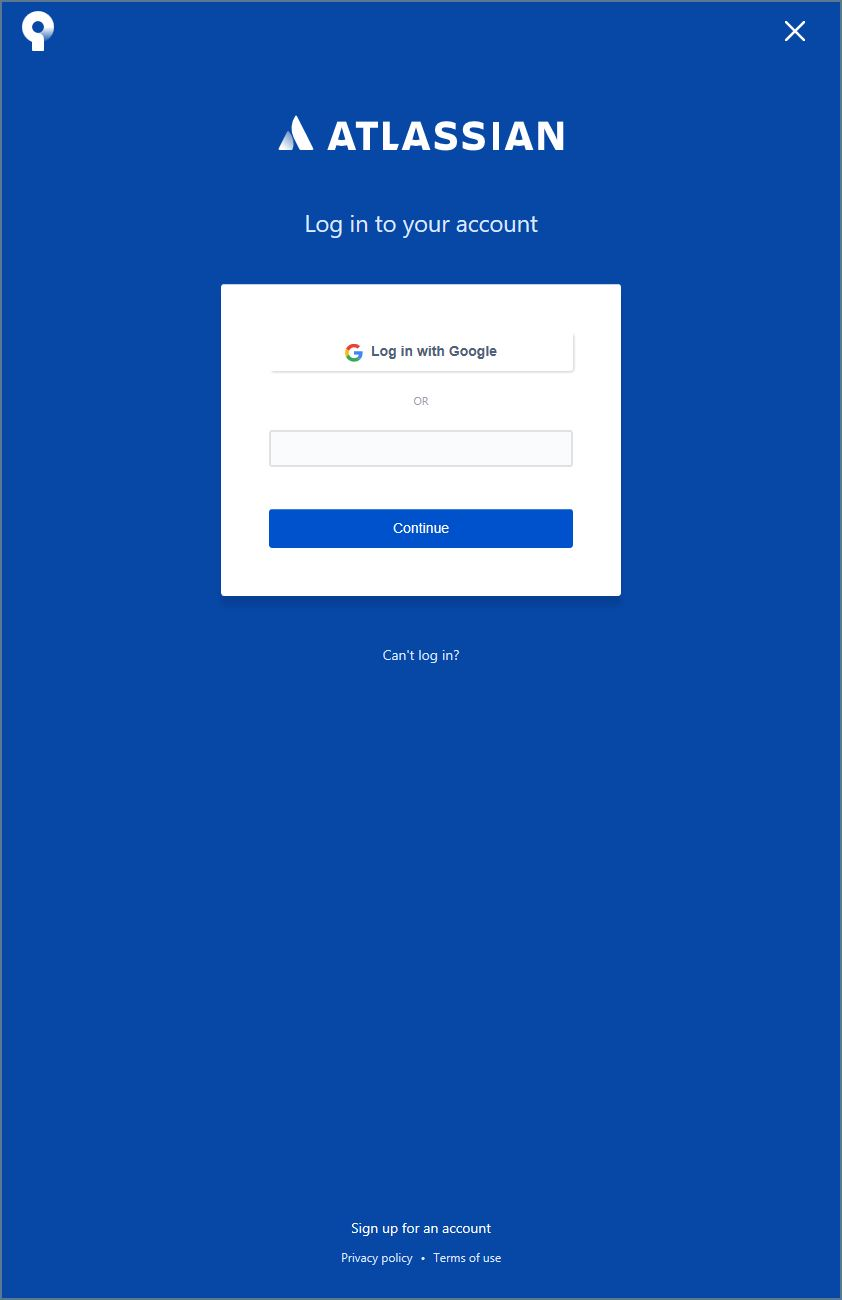 ATLASSIAN
Log in to your account
Log in with Google
OR
Continue
Can't log in?
Sign up for an account
Privacy policy • Terms of use